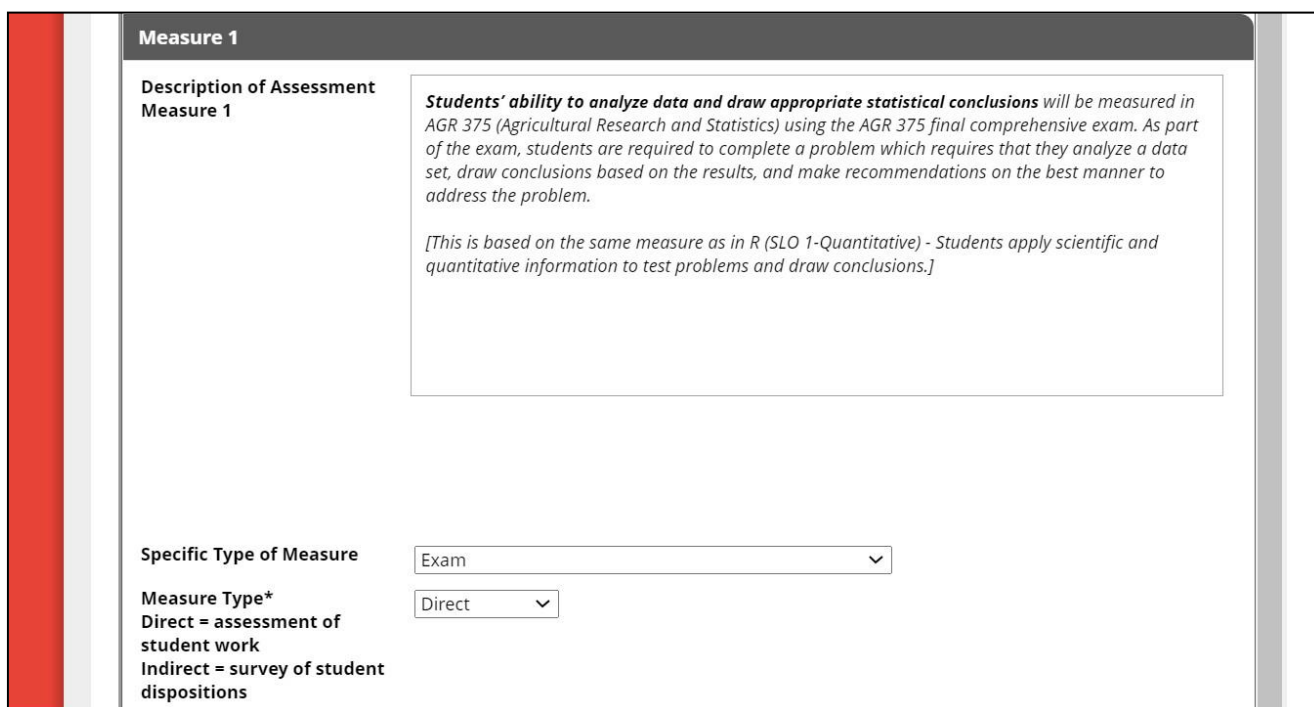 Measure 1
Description of Assessment
Measure 1
Students’ ability to analyze data and draw appropriate statistical conclusions will be measured in
AGR 375 (Agricultural Research and Statistics) using the AGR 375 final comprehensive exam. As part
of the exam, students are required to complete a problem which requires that they analyze a data
set, draw conclusions based on the results, and make recommendations on the best manner to
address the problem.
[This is based on the same measure as in R (SLO 1-Quantitative) - Students apply scientific and
quantitative information to test problems and draw conclusions.]
Specific Type of Measure
Exam
Measure Type*
Direct = assessment of
student work
Indirect = survey of student
dispositions
Direct